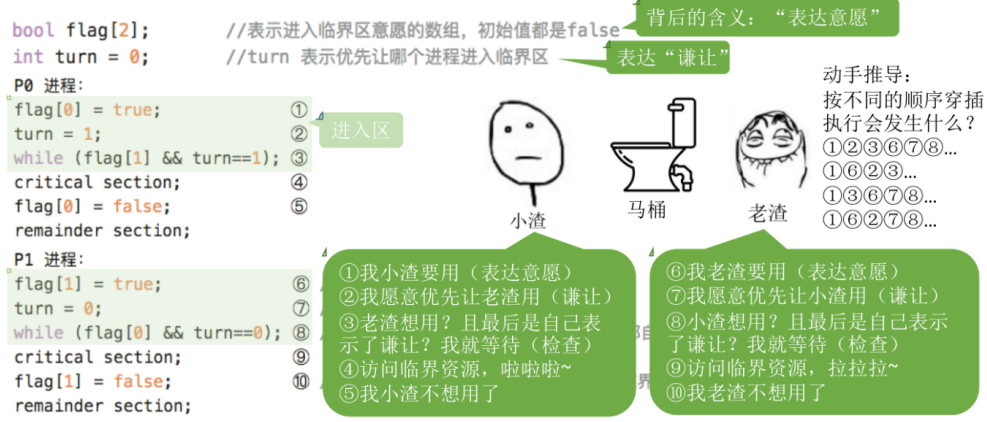 bool flag[2]; //表示进入临界区意愿的数组，初始值都是false
背后的含义：“表达意愿”
int turn = 0; //turn 表示优先让哪个进程进入临界区
表达“谦让”
P0 进程：
flag[0] = true; ①
turn = 1; ②
while (flag[1] && turn==1); ③
critical section; ④
flag[0] = false; ⑤
remainder section;
进入区
P1 进程：
flag[1] = true; ⑥
turn = 0; ⑦
while (flag[0] && turn==0); ⑧
critical section; ⑨
flag[1] = false; ⑩
remainder section;
小渣
马桶
老渣
动手推导：
按不同的顺序穿插
执行会发生什么？
①②③⑥⑦⑧…
①⑥②③…
①③⑥⑦⑧…
①⑥②⑦⑧…
①我小渣要用（表达意愿）
②我愿意优先让老渣用（谦让）
③老渣想用？且最后是自己表
示了谦让？我就等待（检查）
④访问临界资源，啦啦啦~
⑤我小渣不想用了
⑥我老渣要用（表达意愿）
⑦我愿意优先让小渣用（谦让）
⑧小渣想用？且最后是自己表示
了谦让？我就等待（检查）
⑨访问临界资源，拉拉拉~
⑩我老渣不想用了